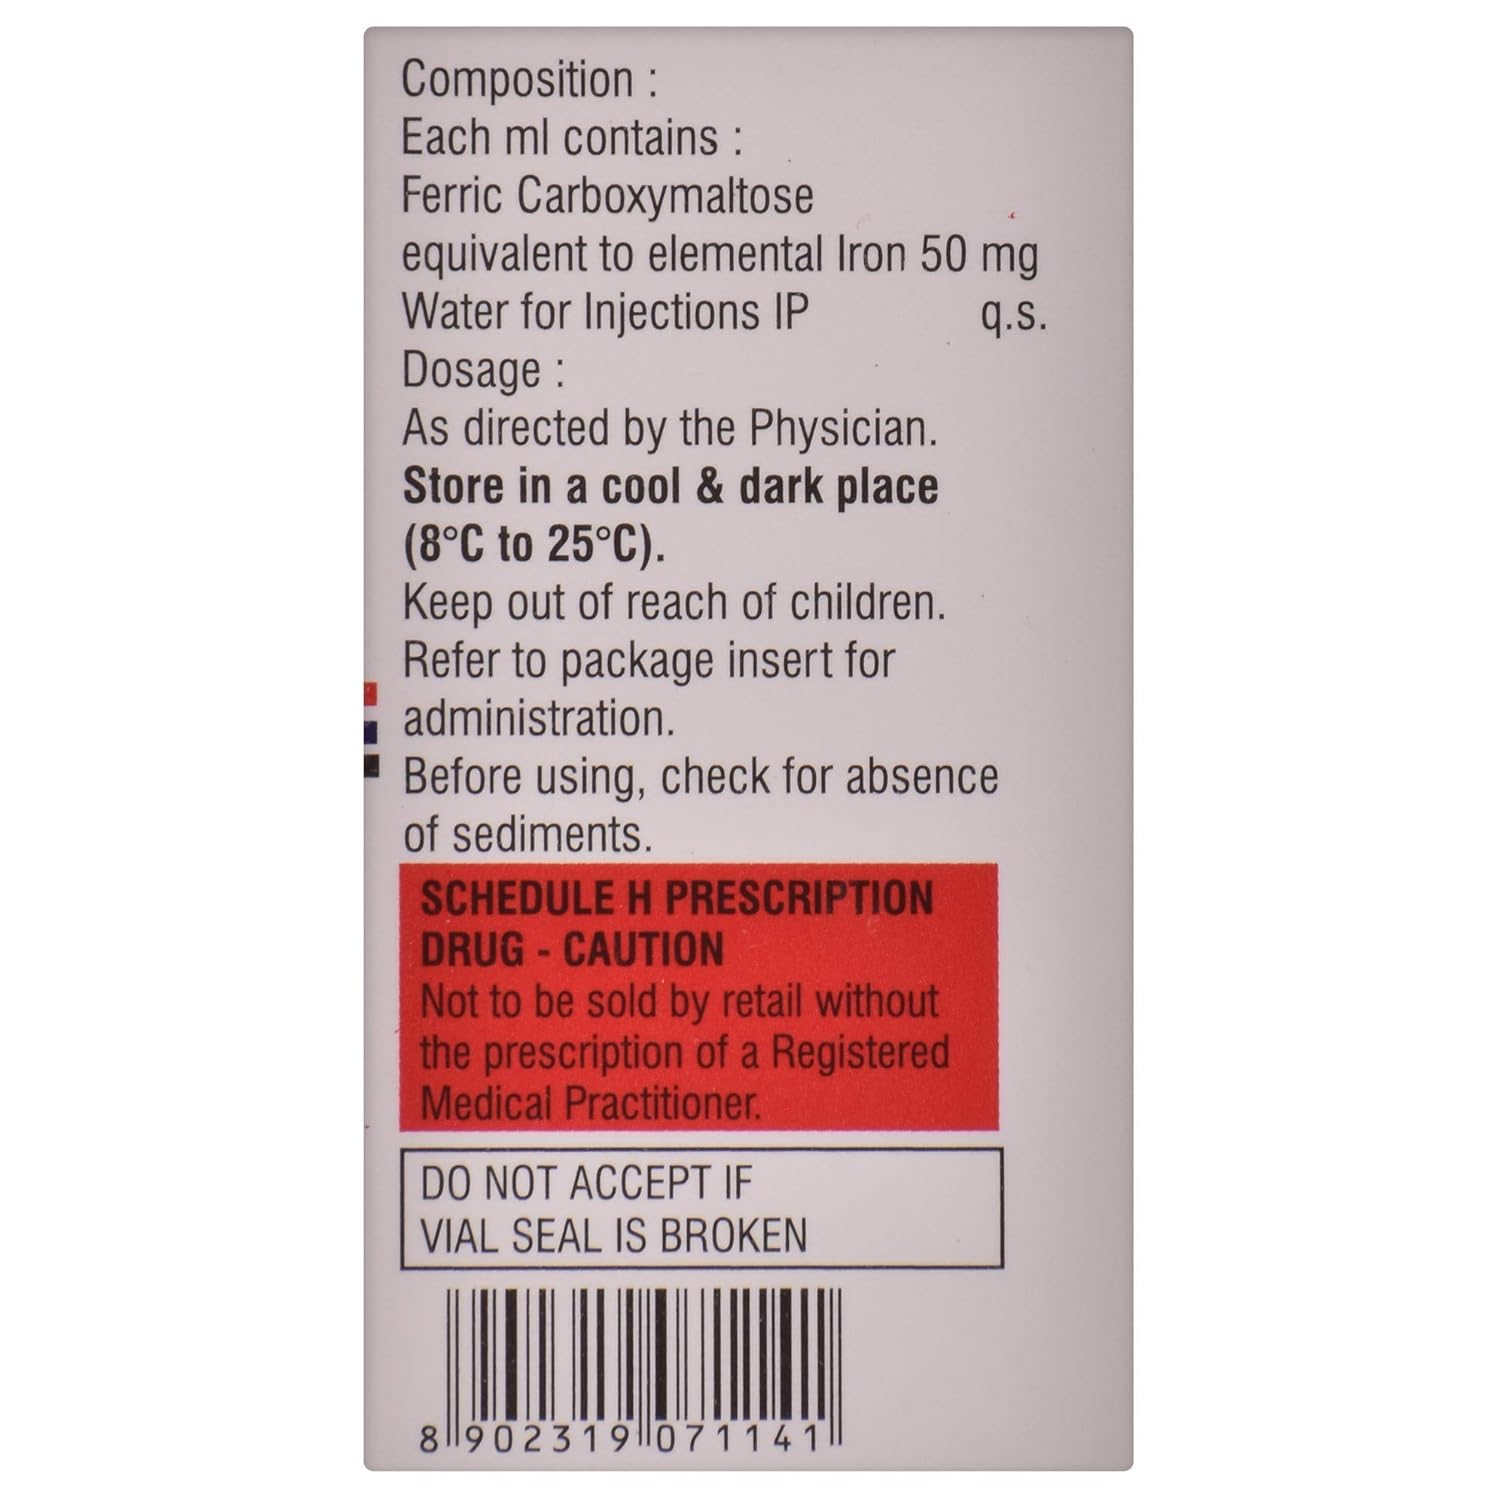 Composition :
Each ml contains :
Ferric Carboxymaltose
equivalent to elemental Iron 50 mg
Water for Injections IP q.s.
Dosage :
As directed by the Physician.
Store in a cool & dark place
(8°C to 25°C).
Keep out of reach of children.
Refer to package insert for
administration.
Before using, check for absence
of sediments.
SCHEDULE H PRESCRIPTION
DRUG - CAUTION
Not to be sold by retail without
the prescription of a Registered
Medical Practitioner.
DO NOT ACCEPT IF
VIAL SEAL IS BROKEN
8 902319 071141